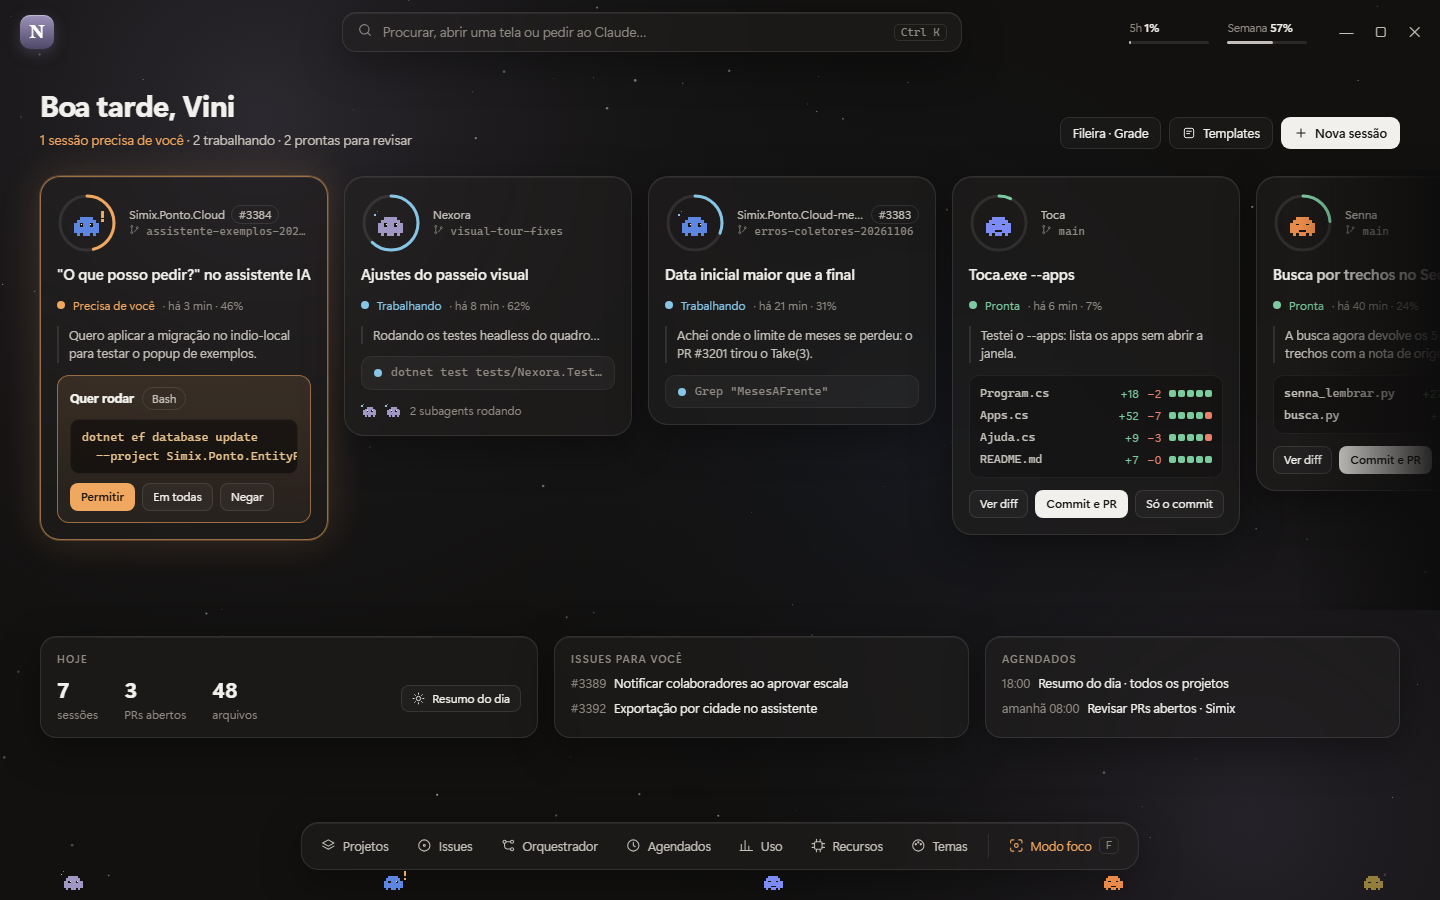 N
Procurar, abrir uma tela ou pedir ao Claude...
Ctrl K
5h 1%
Semana 57%
Boa tarde, Vini
1 sessão precisa de você · 2 trabalhando · 2 prontas para revisar
Fileira · Grade
Templates
Nova sessão
Simix.Ponto.Cloud #3384
assistente-exemplos-202…
"O que posso pedir?" no assistente IA
Precisa de você · há 3 min · 46%
Quero aplicar a migração no indio-local
para testar o popup de exemplos.
Quer rodar Bash
dotnet ef database update
--project Simix.Ponto.Entity
Permitir
Em todas
Negar
Nexora
visual-tour-fixes
Ajustes do passeio visual
Trabalhando · há 8 min · 62%
Rodando os testes headless do quadro…
dotnet test tests/Nexora.Test…
2 subagents rodando
Simix.Ponto.Cloud-me… #3383
erros-coletores-20261106
Data inicial maior que a final
Trabalhando · há 21 min · 31%
Achei onde o limite de meses se perdeu: o
PR #3201 tirou o Take(3).
Grep "MesesAFrente"
Toca
main
Toca.exe --apps
Pronta · há 6 min · 7%
Testei o --apps: lista os apps sem abrir a
janela.
Program.cs +18 −2
Apps.cs +52 −7
Ajuda.cs +9 −3
README.md +7 −0
Ver diff
Commit e PR
Só o commit
Senna
main
Busca por trechos no
Pronta · há 40 min · 24%
A busca agora devolve os 5
trechos com a nota de
senna_lembrar.py
busca.py
Ver diff
Commit e PR
HOJE
7 sessões
3 PRs abertos
48 arquivos
Resumo do dia
ISSUES PARA VOCÊ
#3389 Notificar colaboradores ao aprovar escala
#3392 Exportação por cidade no assistente
AGENDADOS
18:00 Resumo do dia · todos os projetos
amanhã 08:00 Revisar PRs abertos · Simix
Projetos
Issues
Orquestrador
Agendados
Uso
Recursos
Temas
Modo foco F